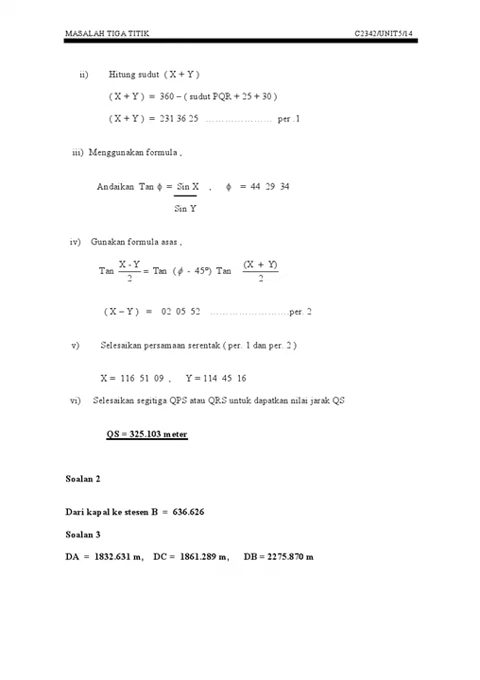 MASALAH TIGA TITIK C2342/UNIT5/14
ii) Hitung sudut ( X + Y )
( X + Y ) = 360 – ( sudut PQR + 25 + 30 )
( X + Y ) = 231 36 25 ………………… per .1
iii) Menggunakan formula ,
Andaikan Tan ϕ = Sin X , ϕ = 44 29 34
Sin Y
iv) Gunakan formula asas ,
Tan X - Y = Tan (ϕ - 45°) Tan (X + Y)
2 2
( X – Y ) = 02 05 52 …………………….per. 2
v) Selesaikan persamaan serentak ( per. 1 dan per. 2 )
X = 116 51 09 , Y = 114 45 16
vi) Selesaikan segitiga QPS atau QRS untuk dapatkan nilai jarak QS
QS = 325.103 meter
Soalan 2
Dari kapal ke stesen B = 636.626
Soalan 3
DA = 1832.631 m, DC = 1861.289 m, DB = 2275.870 m